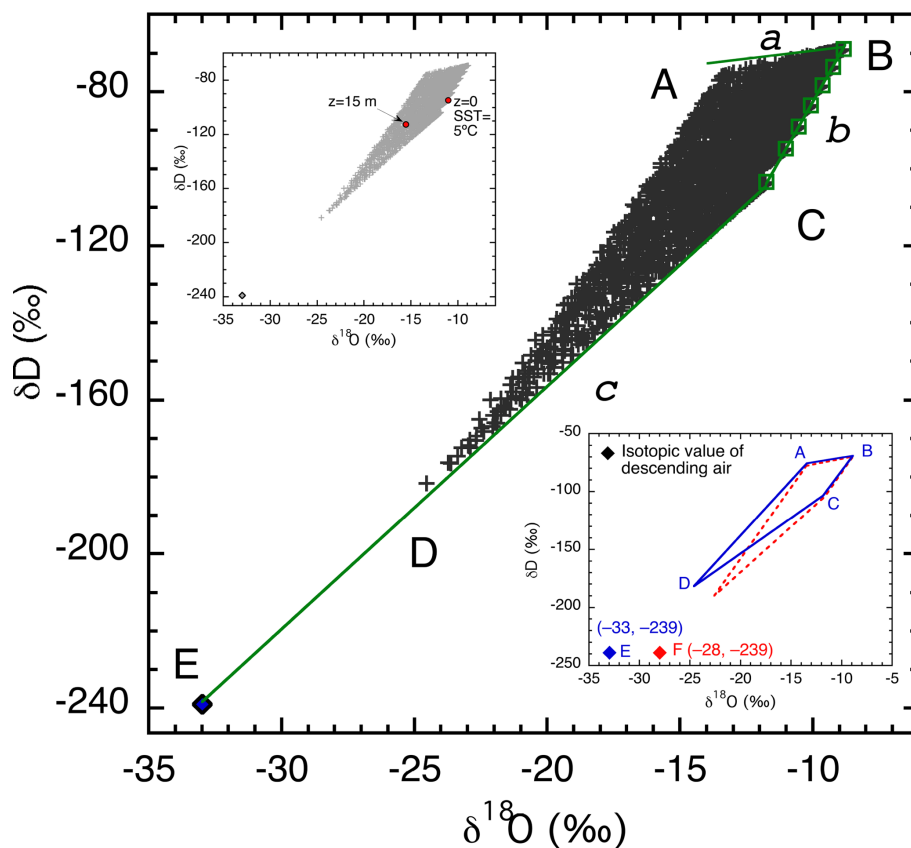 -80
-120
-160
-200
-240
δD (‰)
-35
-30
-25
-20
-15
-10
δ¹⁸O (‰)
A
a
B
b
C
c
D
E
-80
-120
-160
-200
-240
δD (‰)
-35
-30
-25
-20
-15
-10
δ¹⁸O (‰)
z=15 m
z=0
SST=
5ºC
-50
-100
-150
-200
-250
δD (‰)
-35
-30
-25
-20
-15
-10
-5
δ¹⁸O (‰)
Isotopic value of
descending air
A
B
C
D
(–33, –239)
E
F (–28, –239)